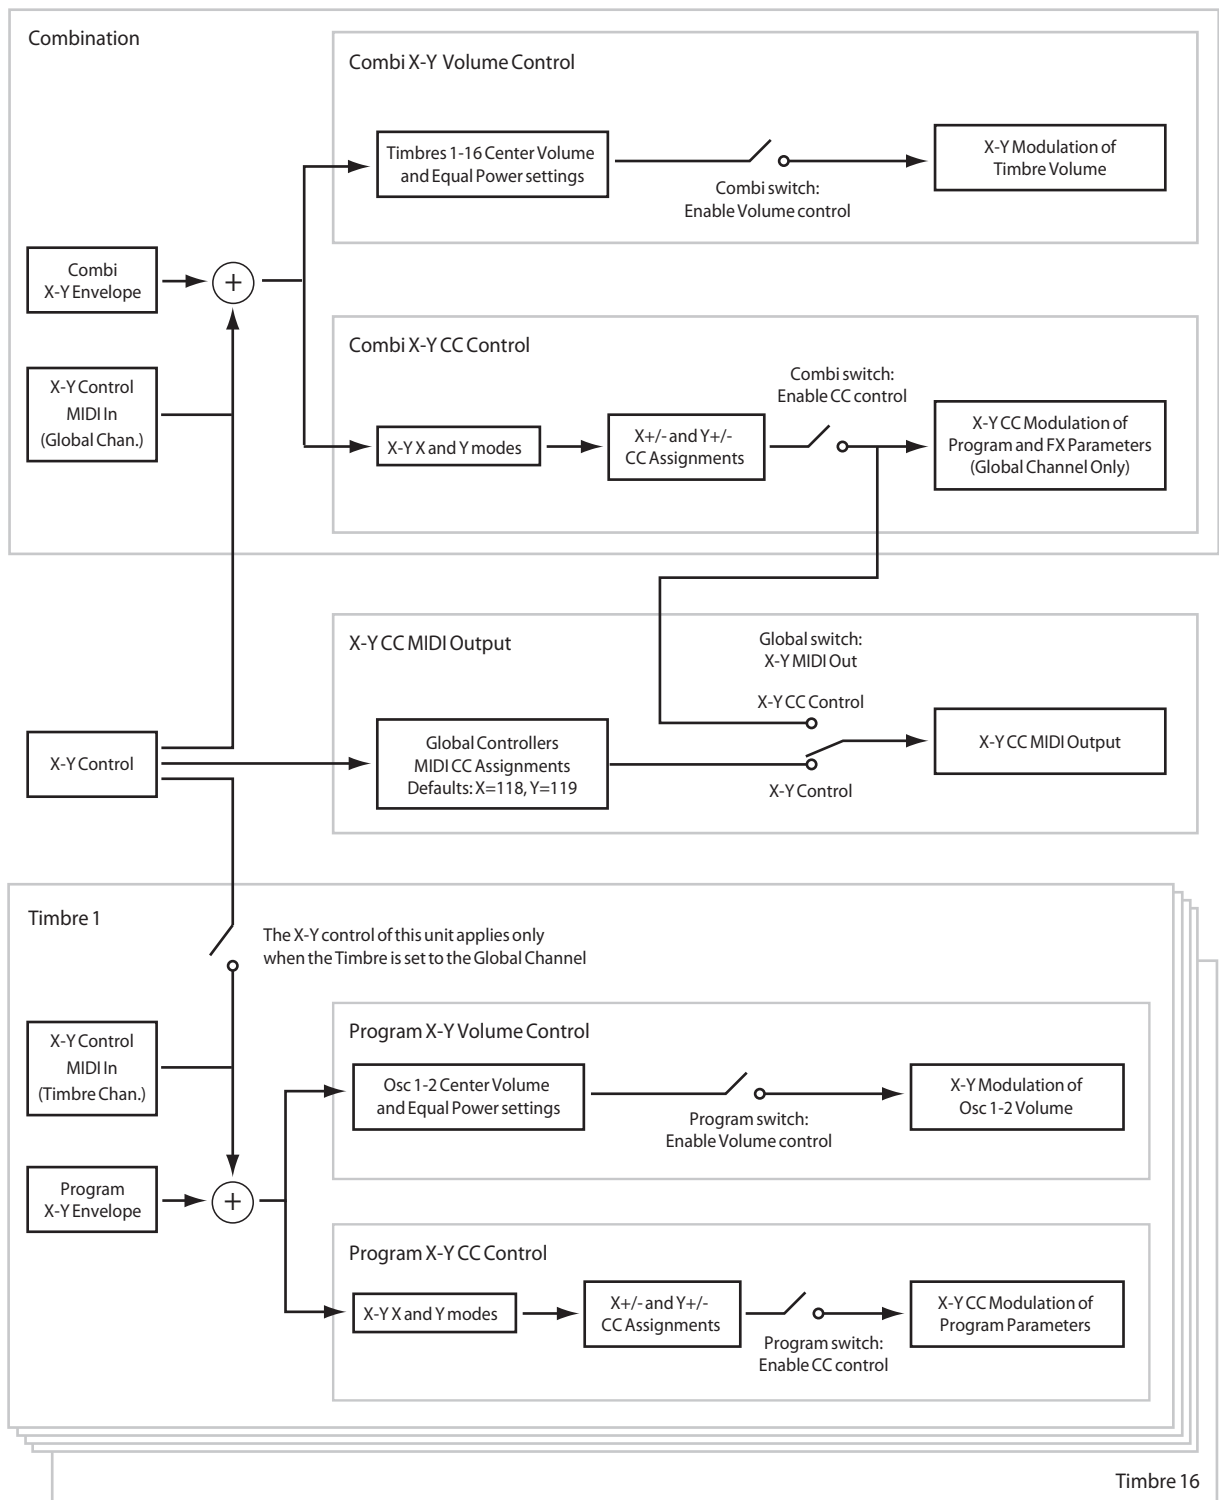 Combination
Combi X-Y Volume Control
Timbres 1-16 Center Volume
and Equal Power settings
Combi switch:
Enable Volume control
X-Y Modulation of
Timbre Volume
Combi
X-Y Envelope
+
X-Y Control
MIDI In
(Global Chan.)
Combi X-Y CC Control
X-Y X and Y modes
X+/- and Y+/-
CC Assignments
Combi switch:
Enable CC control
X-Y CC Modulation of
Program and FX Parameters
(Global Channel Only)
X-Y CC MIDI Output
Global switch:
X-Y MIDI Out
X-Y CC Control
X-Y Control
Global Controllers
MIDI CC Assignments
Defaults: X=118, Y=119
X-Y Control
X-Y CC MIDI Output
Timbre 1
The X-Y control of this unit applies only
when the Timbre is set to the Global Channel
X-Y Control
MIDI In
(Timbre Chan.)
Program X-Y Volume Control
Osc 1-2 Center Volume
and Equal Power settings
Program switch:
Enable Volume control
X-Y Modulation of
Osc 1-2 Volume
Program
X-Y Envelope
+
Program X-Y CC Control
X-Y X and Y modes
X+/- and Y+/-
CC Assignments
Program switch:
Enable CC control
X-Y CC Modulation of
Program Parameters
Timbre 16